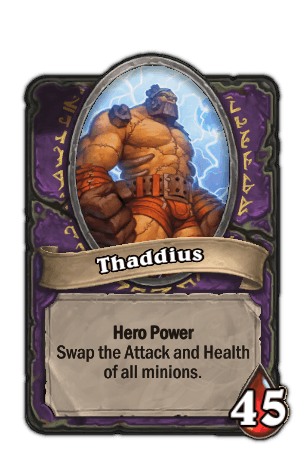 Thaddius
Hero Power
Swap the Attack and Health
of all minions.
45